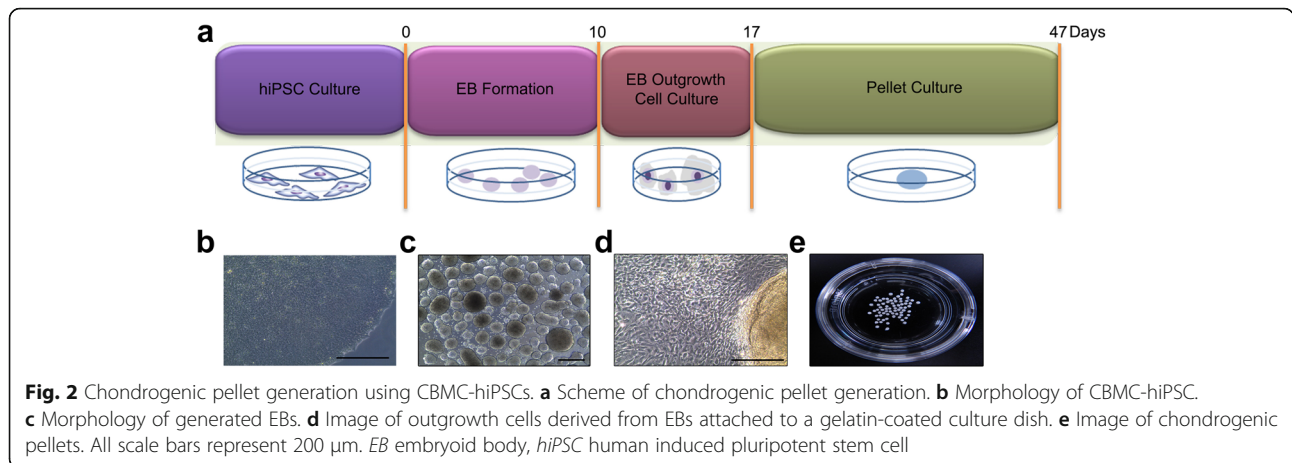 a
0 10 17 47 Days
hiPSC Culture
EB Formation
EB Outgrowth
Cell Culture
Pellet Culture
b c d e
Fig. 2 Chondrogenic pellet generation using CBMC-hiPSCs. a Scheme of chondrogenic pellet generation. b Morphology of CBMC-hiPSC.
c Morphology of generated EBs. d Image of outgrowth cells derived from EBs attached to a gelatin-coated culture dish. e Image of chondrogenic
pellets. All scale bars represent 200 μm. EB embryoid body, hiPSC human induced pluripotent stem cell